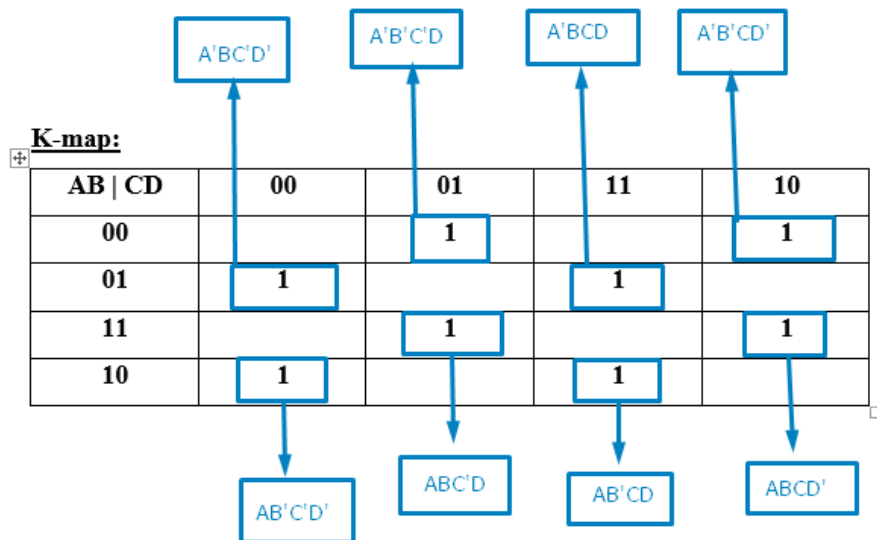 A'BC'D'
A'B'C'D
A'BCD
A'B'CD'
K-map:
AB | CD 00 01 11 10
00 1 1
01 1 1
11 1 1
10 1 1
AB'C'D'
ABC'D
AB'CD
ABCD'